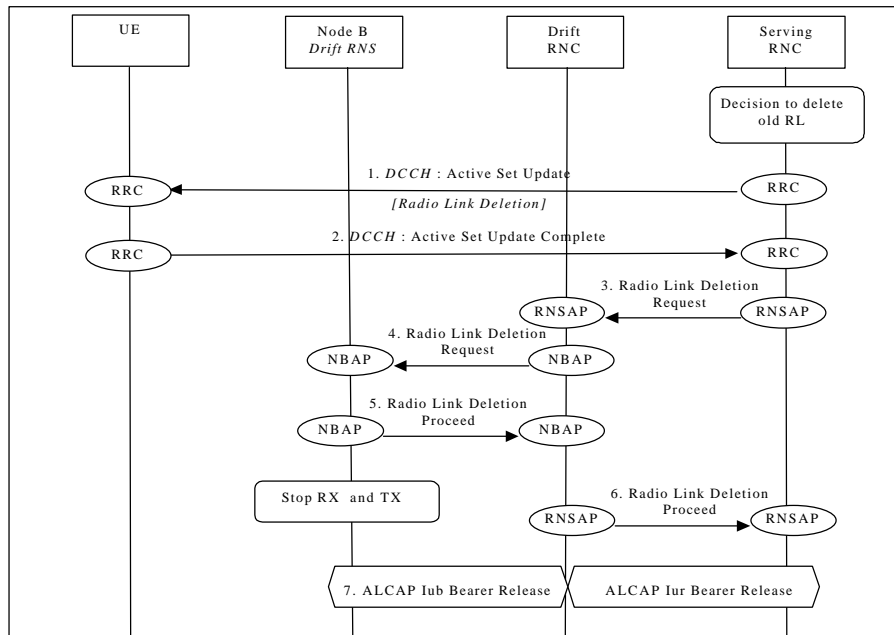 UE
Node B
Drift RNS
Drift
RNC
Serving
RNC
Decision to delete
old RL
1. DCCH : Active Set Update
RRC
RRC
[Radio Link Deletion]
2. DCCH : Active Set Update Complete
RRC
RRC
3. Radio Link Deletion
Request
RNSAP
RNSAP
4. Radio Link Deletion
Request
NBAP
NBAP
5. Radio Link Deletion
Proceed
NBAP
NBAP
Stop RX and TX
6. Radio Link Deletion
Proceed
RNSAP
RNSAP
7. ALCAP Iub Bearer Release
ALCAP Iur Bearer Release